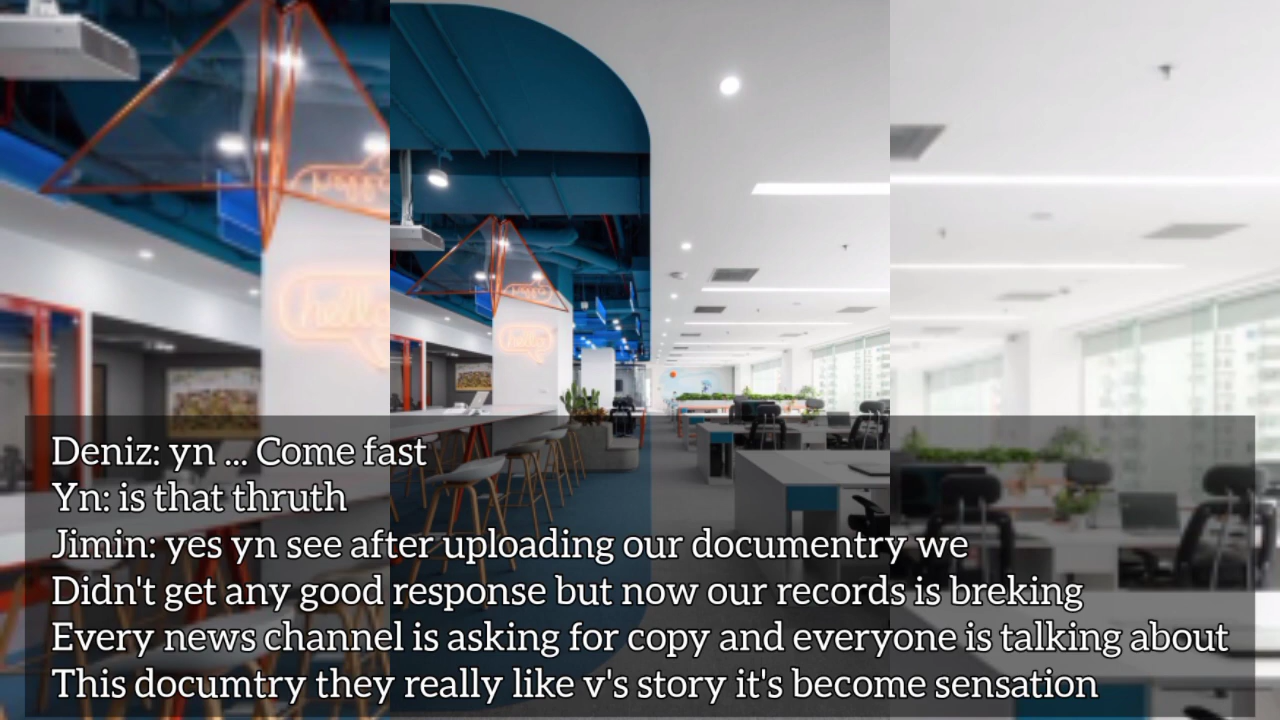 hello
Deniz: yn ... Come fast
Yn: is that thruth
Jimin: yes yn see after uploading our documentry we
Didn't get any good response but now our records is breking
Every news channel is asking for copy and everyone is talking about
This documtry they really like v's story it's become sensation